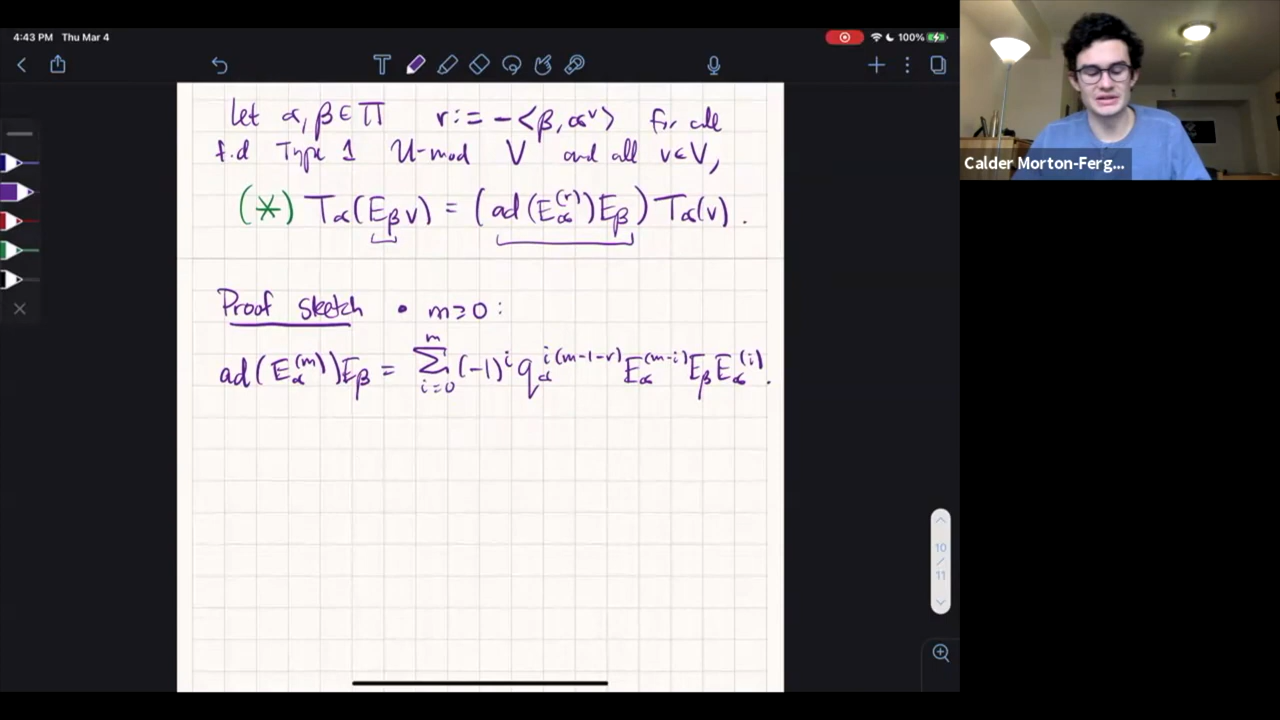 4:43 PM Thu Mar 4
100%
Let α, β ∈ Π r := -<β, α^∨> for all
f.d Type 1 U-mod V and all v∈V,
(*) T_α(E_β v) = (ad(E_α^{(r)})E_β) T_α(v).
Proof sketch • m≥0:
ad(E_α^{(m)})E_β = Σ_{i=0}^{m} (-1)^i q_α^{i(m-1-r)} E_α^{(m-i)} E_β E_α^{(i)}.
10
/
11
Calder Morton-Ferg...